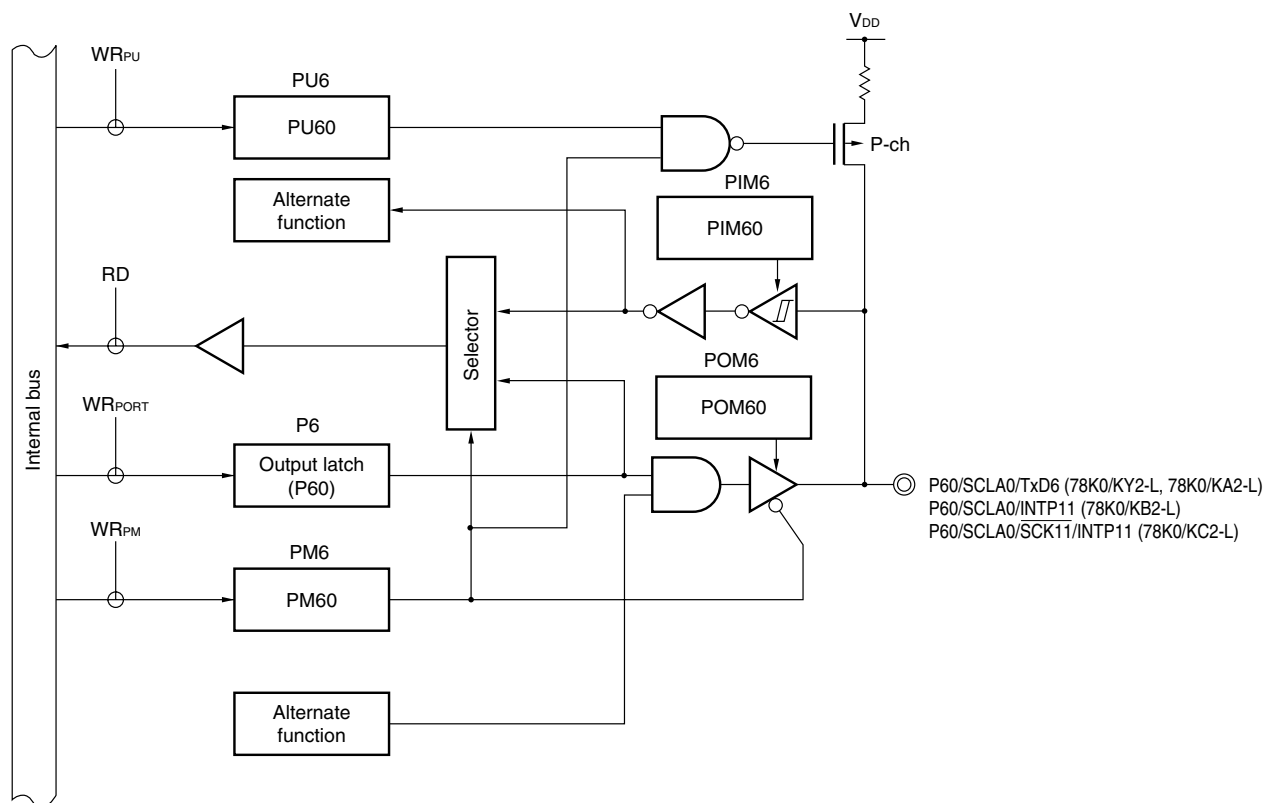 VDD
WRPU
PU6
PU60
P-ch
Alternate
function
PIM6
PIM60
RD
Selector
POM6
POM60
Internal bus
WRPORT
P6
Output latch
(P60)
P60/SCLA0/TxD6 (78K0/KY2-L, 78K0/KA2-L)
P60/SCLA0/INTP11 (78K0/KB2-L)
P60/SCLA0/SCK11/INTP11 (78K0/KC2-L)
WRPM
PM6
PM60
Alternate
function